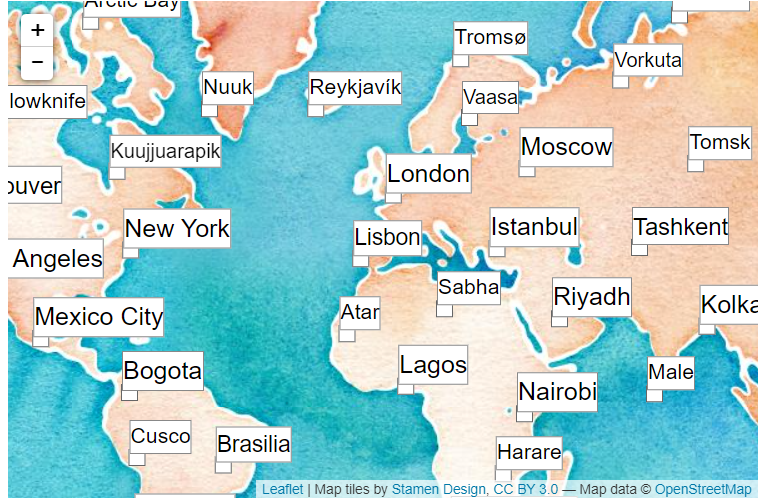 Arctic Bay
+
−
Tromsø
Vorkuta
Nuuk
Reykjavík
lowknife
Vaasa
Kuujjuarapik
Moscow
Tomsk
London
ouver
New York
Lisbon
Istanbul
Tashkent
Angeles
Sabha
Riyadh
Kolka
Mexico City
Atar
Bogota
Lagos
Male
Nairobi
Cusco
Brasilia
Harare
Leaflet | Map tiles by Stamen Design, CC BY 3.0 — Map data © OpenStreetMap